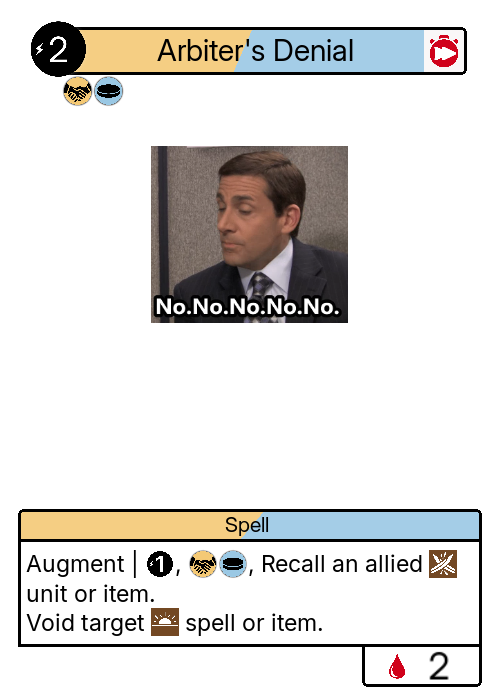 2
Arbiter's Denial
No.No.No.No.No.
Spell
Augment | 1, , Recall an allied
unit or item.
Void target spell or item.
2